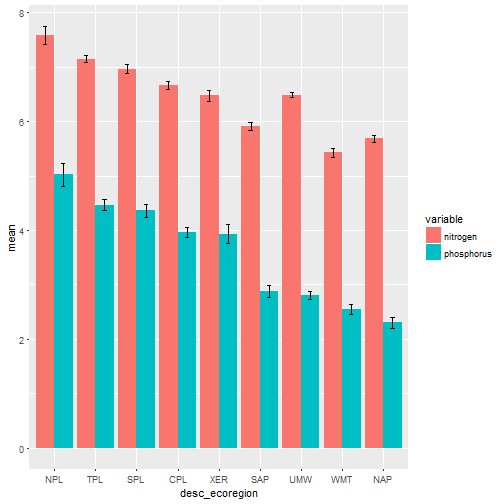 8
6
4
2
0
mean
NPL TPL SPL CPL XER SAP UMW WMT NAP
desc_ecoregion
variable
nitrogen
phosphorus